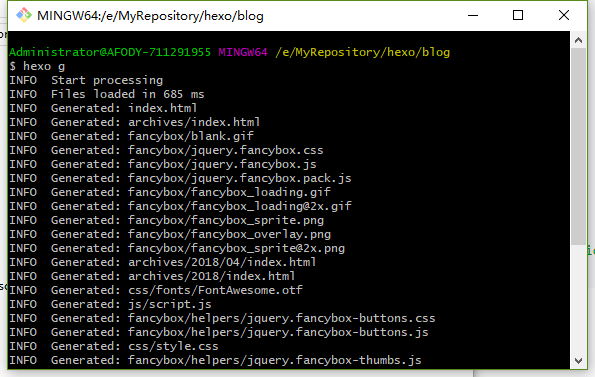 MINGW64:/e/MyRepository/hexo/blog
Administrator@AFODY-711291955 MINGW64 /e/MyRepository/hexo/blog
$ hexo g
INFO  Start processing
INFO  Files loaded in 685 ms
INFO  Generated: index.html
INFO  Generated: archives/index.html
INFO  Generated: fancybox/blank.gif
INFO  Generated: fancybox/jquery.fancybox.css
INFO  Generated: fancybox/jquery.fancybox.js
INFO  Generated: fancybox/jquery.fancybox.pack.js
INFO  Generated: fancybox/fancybox_loading.gif
INFO  Generated: fancybox/fancybox_loading@2x.gif
INFO  Generated: fancybox/fancybox_sprite.png
INFO  Generated: fancybox/fancybox_overlay.png
INFO  Generated: fancybox/fancybox_sprite@2x.png
INFO  Generated: archives/2018/04/index.html
INFO  Generated: archives/2018/index.html
INFO  Generated: css/fonts/FontAwesome.otf
INFO  Generated: js/script.js
INFO  Generated: fancybox/helpers/jquery.fancybox-buttons.css
INFO  Generated: fancybox/helpers/jquery.fancybox-buttons.js
INFO  Generated: css/style.css
INFO  Generated: fancybox/helpers/jquery.fancybox-thumbs.js